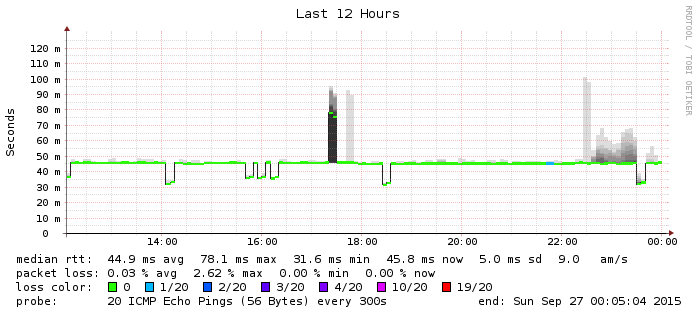 Last 12 Hours
RRDTOOL / TOBI OETIKER
Seconds
120 m
110 m
100 m
90 m
80 m
70 m
60 m
50 m
40 m
30 m
20 m
10 m
0
14:00 16:00 18:00 20:00 22:00 00:00
median rtt: 44.9 ms avg 78.1 ms max 31.6 ms min 45.8 ms now 5.0 ms sd 9.0 am/s
packet loss: 0.03 % avg 2.62 % max 0.00 % min 0.00 % now
loss color: 0 1/20 2/20 3/20 4/20 10/20 19/20
probe: 20 ICMP Echo Pings (56 Bytes) every 300s end: Sun Sep 27 00:05:04 2015